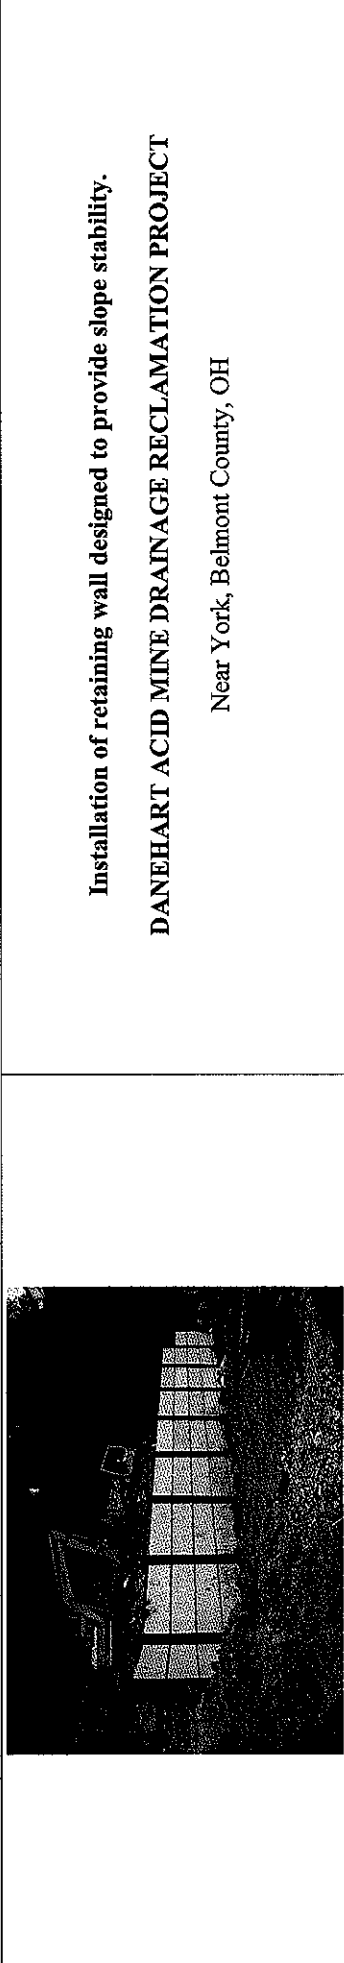 Installation of retaining wall designed to provide slope stability.
DANEHART ACID MINE DRAINAGE RECLAMATION PROJECT
Near York, Belmont County, OH